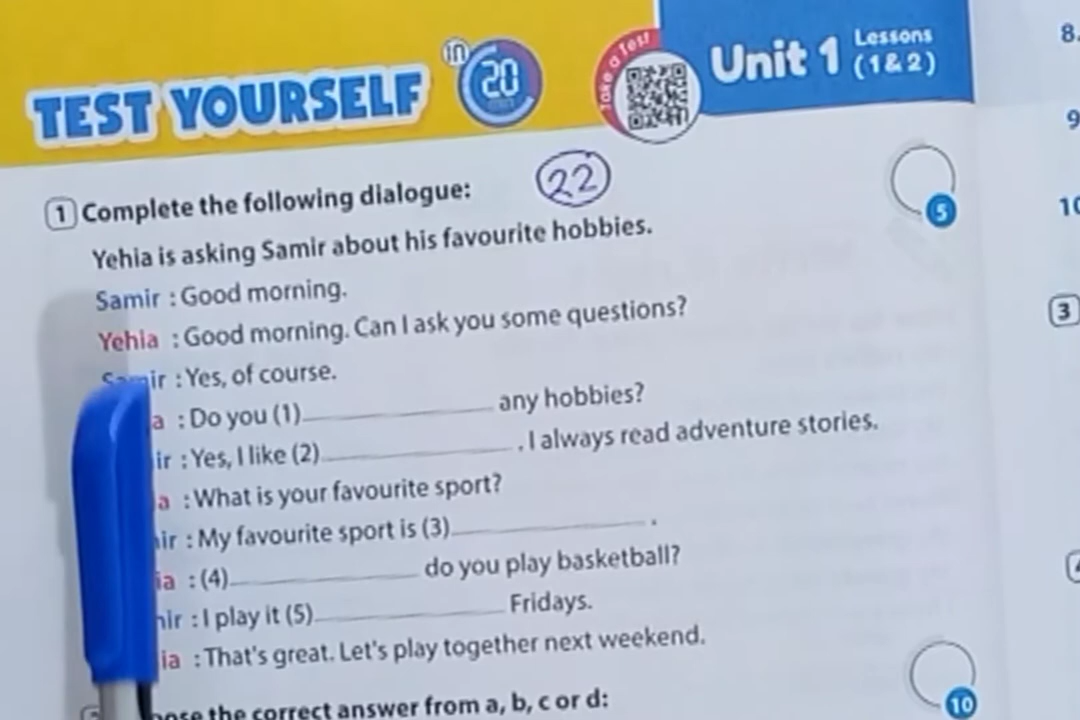 TEST YOURSELF in 20 min
Take a Test
Unit 1 Lessons (1&2)
1 Complete the following dialogue: 22
5
Yehia is asking Samir about his favourite hobbies.
Samir : Good morning.
Yehia : Good morning. Can I ask you some questions?
Samir : Yes, of course.
a : Do you (1) any hobbies?
ir : Yes, I like (2) . I always read adventure stories.
a : What is your favourite sport?
ir : My favourite sport is (3) .
ia : (4) do you play basketball?
ir : I play it (5) Fridays.
ia : That's great. Let's play together next weekend.
the correct answer from a, b, c or d:
10
8.
9
10
3